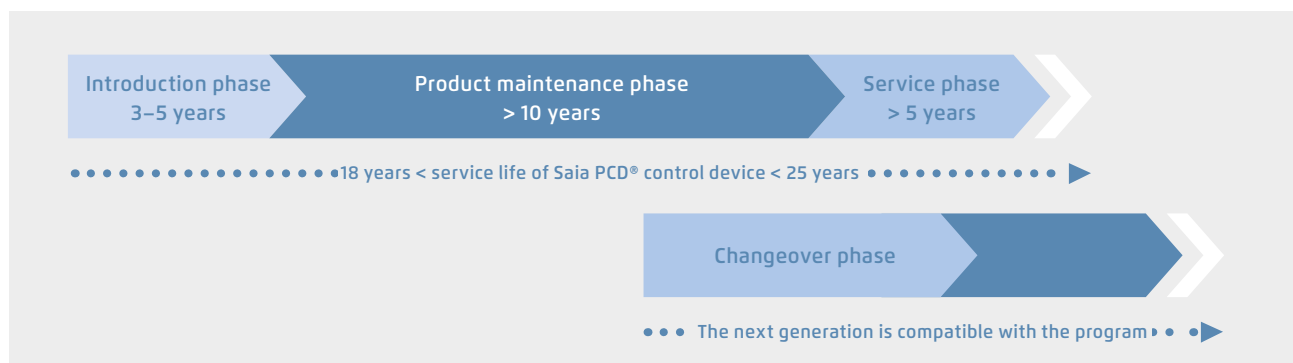 Introduction phase
3–5 years
Product maintenance phase
> 10 years
Service phase
> 5 years
18 years < service life of Saia PCD® control device < 25 years
Changeover phase
The next generation is compatible with the program